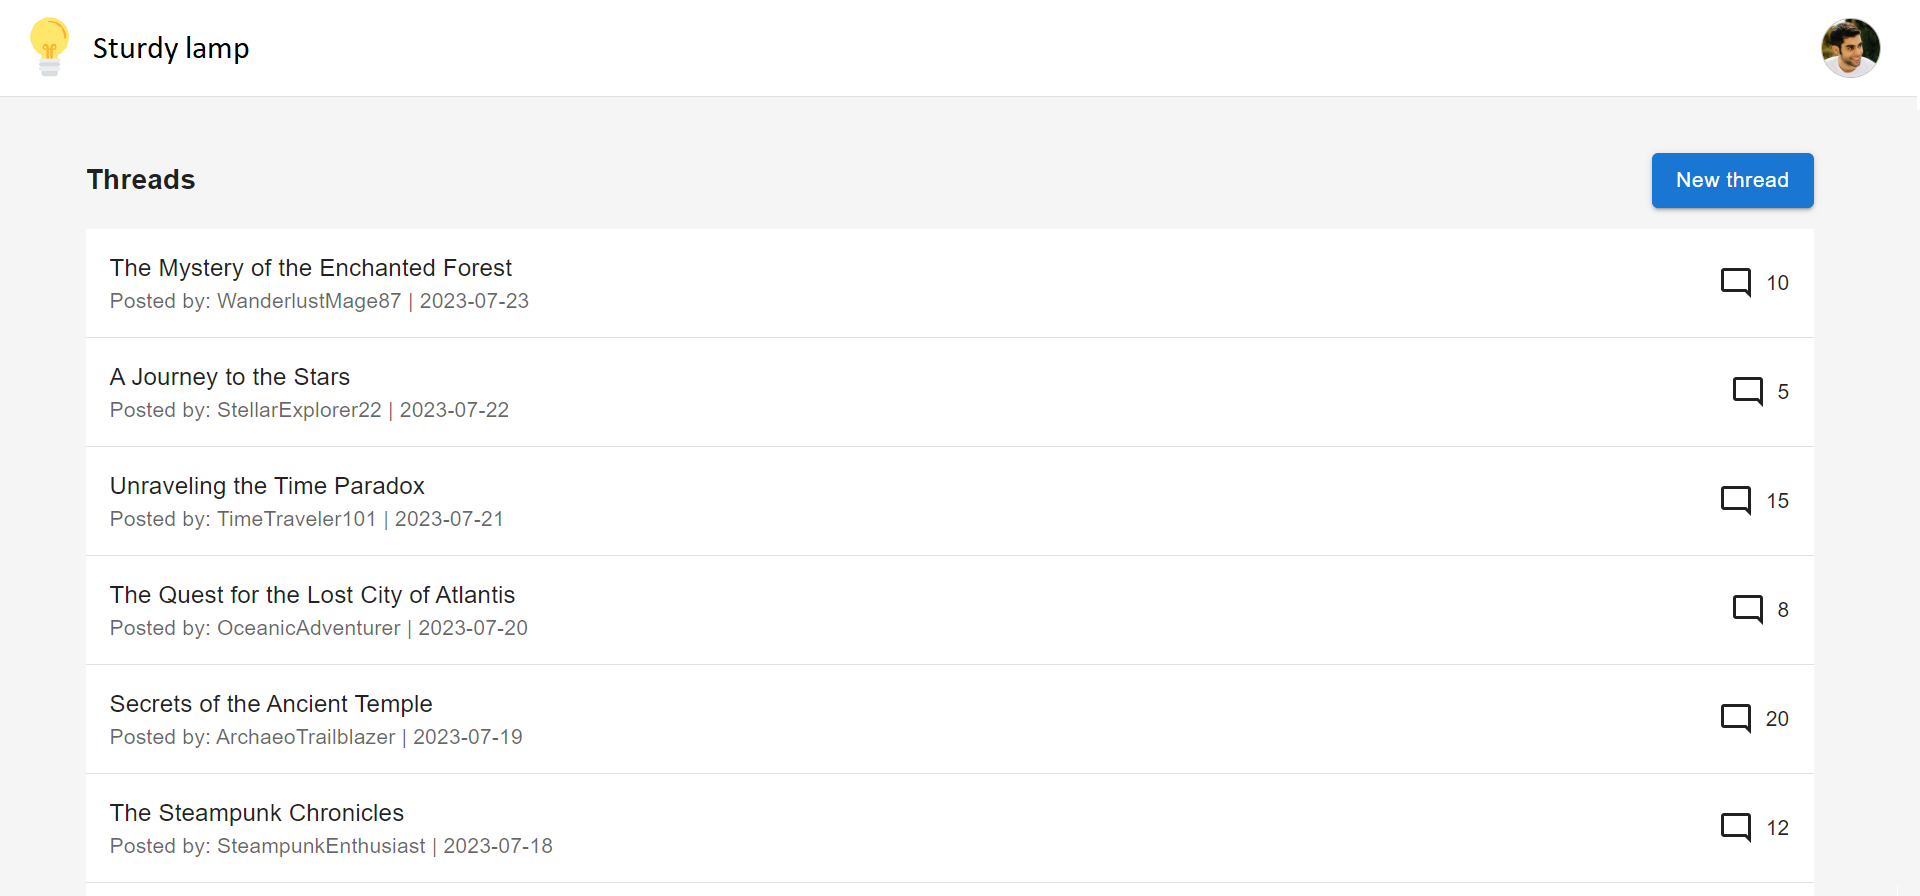 Sturdy lamp
Threads
New thread
The Mystery of the Enchanted Forest
10
Posted by: WanderlustMage87 | 2023-07-23
A Journey to the Stars
5
Posted by: StellarExplorer22 | 2023-07-22
Unraveling the Time Paradox
15
Posted by: TimeTraveler101 | 2023-07-21
The Quest for the Lost City of Atlantis
8
Posted by: OceanicAdventurer | 2023-07-20
Secrets of the Ancient Temple
20
Posted by: ArchaeoTrailblazer | 2023-07-19
The Steampunk Chronicles
12
Posted by: SteampunkEnthusiast | 2023-07-18